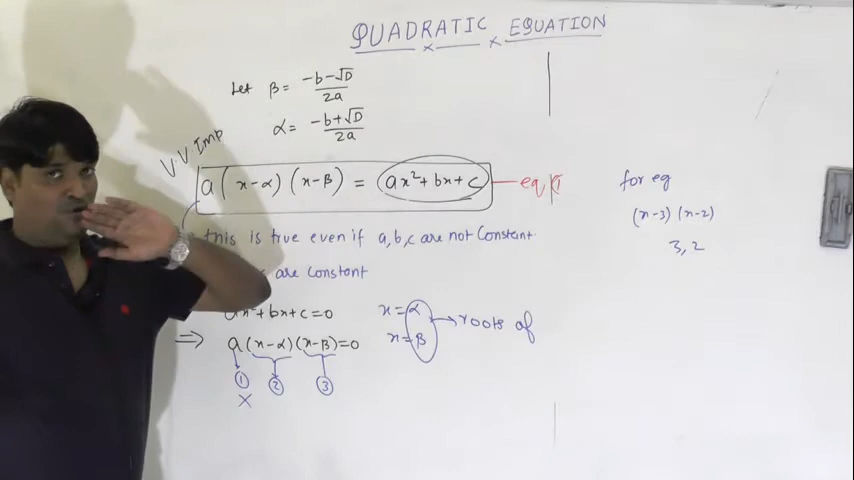 QUADRATIC EQUATION
Let β = -b-√D / 2a
α = -b+√D / 2a
V.V.Imp
a(x-α)(x-β) = (ax²+bx+c) — eq I
this is true even if a,b,c are not Constant
are constant
ax²+bx+c=0
x=α
⇒ a(x-α)(x-β)=0
x=β
→ roots of
① ② ③
X
for eg
(x-3)(x-2)
3,2